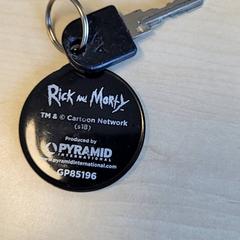 Rick AND Morty
TM & © Cartoon Network
(s18)
Produced by
PYRAMID
INTERNATIONAL
www.pyramidinternational.com
GP85196